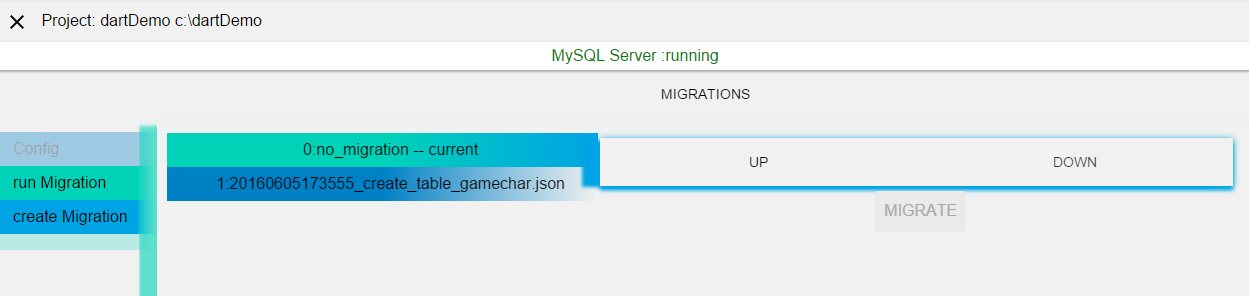 Project: dartDemo c:\dartDemo
MySQL Server :running
MIGRATIONS
Config
run Migration
create Migration
0:no_migration -- current
1:20160605173555_create_table_gamechar.json
UP DOWN
MIGRATE